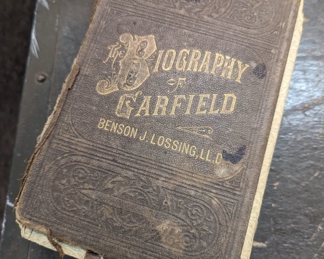 The
BIOGRAPHY
OF
GARFIELD
BENSON J. LOSSING, LL.D.